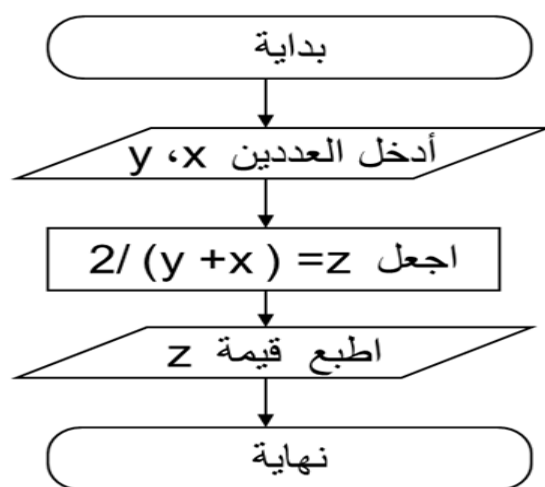 بداية
أدخل العددين x، y
اجعل z= ( x+ y) /2
اطبع قيمة z
نهاية